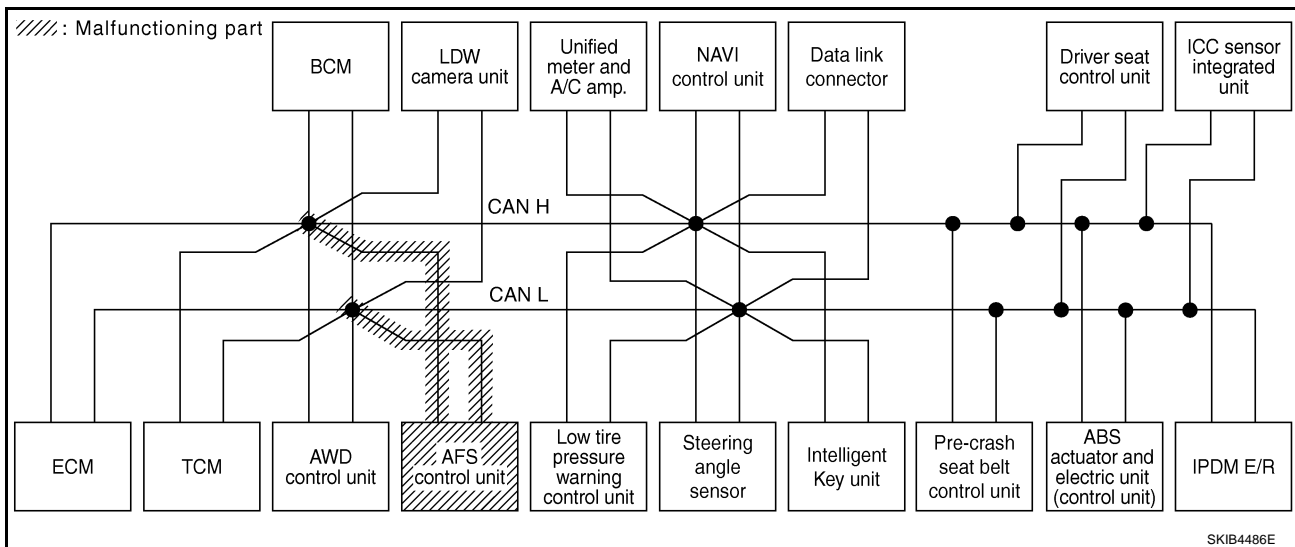 : Malfunctioning part
BCM
LDW
camera unit
Unified
meter and
A/C amp.
NAVI
control unit
Data link
connector
Driver seat
control unit
ICC sensor
integrated
unit
CAN H
CAN L
ECM
TCM
AWD
control unit
AFS
control unit
Low tire
pressure
warning
control unit
Steering
angle
sensor
Intelligent
Key unit
Pre-crash
seat belt
control unit
ABS
actuator and
electric unit
(control unit)
IPDM E/R
SKIB4486E